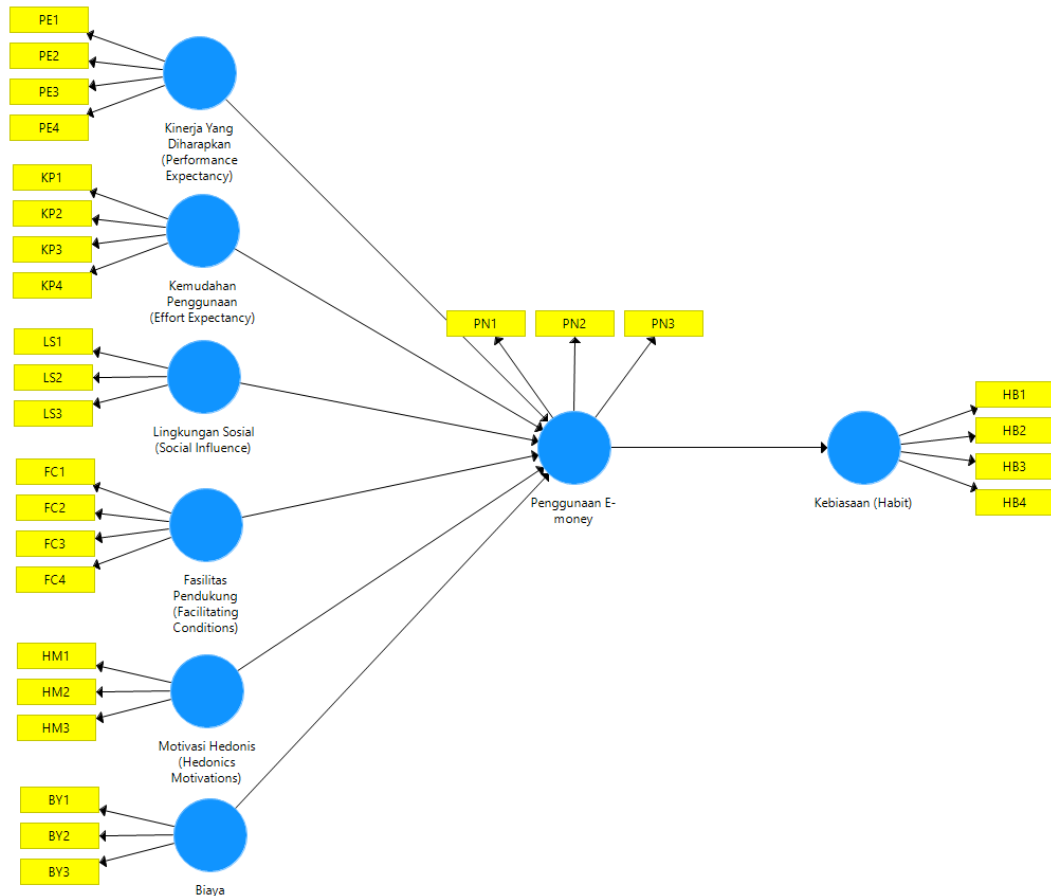 PE1
PE2
PE3
PE4
Kinerja Yang
Diharapkan
(Performance
Expectancy)
KP1
KP2
KP3
KP4
Kemudahan
Penggunaan
(Effort Expectancy)
LS1
LS2
LS3
Lingkungan Sosial
(Social Influence)
FC1
FC2
FC3
FC4
Fasilitas
Pendukung
(Facilitating
Conditions)
HM1
HM2
HM3
Motivasi Hedonis
(Hedonics
Motivations)
BY1
BY2
BY3
Biaya
PN1
PN2
PN3
Penggunaan E-
money
HB1
HB2
HB3
HB4
Kebiasaan (Habit)